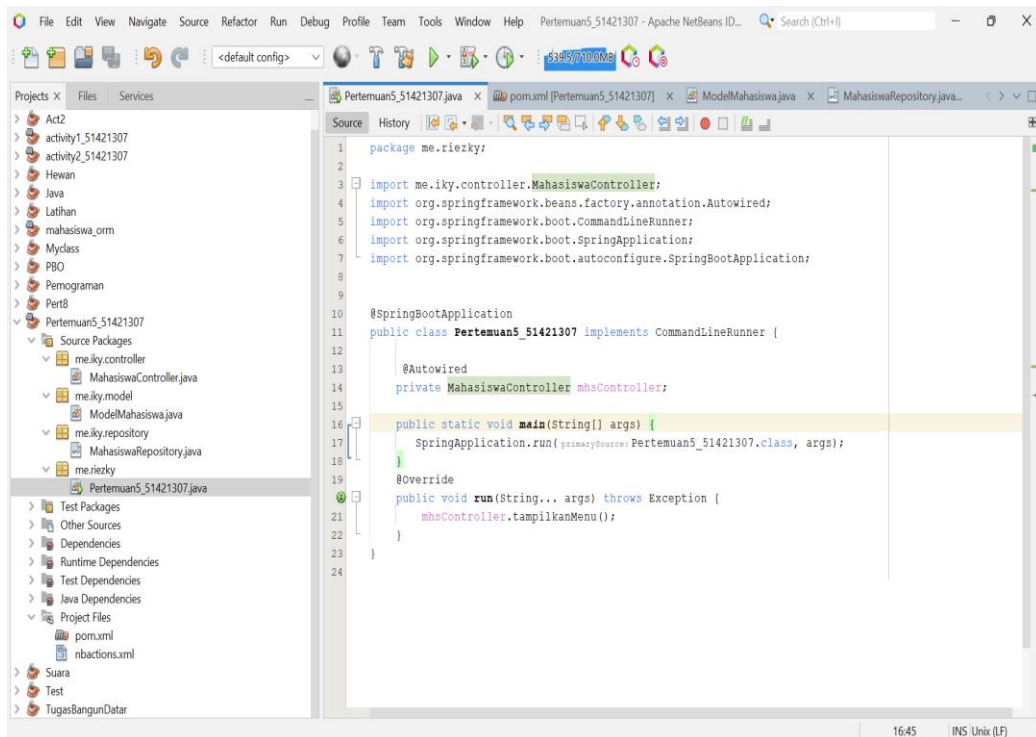 File Edit View Navigate Source Refactor Run Debug Profile Team Tools Window Help Pertemuan5_51421307 - Apache NetBeans ID... Search (Ctrl+I)
<default config> 539.5/710.0MB
Projects Files Services
Pertemuan5_51421307.java pom.xml [Pertemuan5_51421307] ModelMahasiswa.java MahasiswaRepository.java...
Source History
Act2
activity1_51421307
activity2_51421307
Hewan
Java
Latihan
mahasiswa_orm
Myclass
PBO
Pemograman
Pert8
Pertemuan5_51421307
Source Packages
me.iky.controller
MahasiswaController.java
me.iky.model
ModelMahasiswa.java
me.iky.repository
MahasiswaRepository.java
me.riezky
Pertemuan5_51421307.java
Test Packages
Other Sources
Dependencies
Runtime Dependencies
Test Dependencies
Java Dependencies
Project Files
pom.xml
nbactions.xml
Suara
Test
TugasBangunDatar
1 package me.riezky;
2
3 import me.iky.controller.MahasiswaController;
4 import org.springframework.beans.factory.annotation.Autowired;
5 import org.springframework.boot.CommandLineRunner;
6 import org.springframework.boot.SpringApplication;
7 import org.springframework.boot.autoconfigure.SpringBootApplication;
8
9
10 @SpringBootApplication
11 public class Pertemuan5_51421307 implements CommandLineRunner {
12
13 @Autowired
14 private MahasiswaController mhsController;
15
16 public static void main(String[] args) {
17 SpringApplication.run( primarySource: Pertemuan5_51421307.class, args);
18 }
19 @Override
public void run(String... args) throws Exception {
21 mhsController.tampilkanMenu();
22 }
23 }
24
16:45 INS Unix (LF)